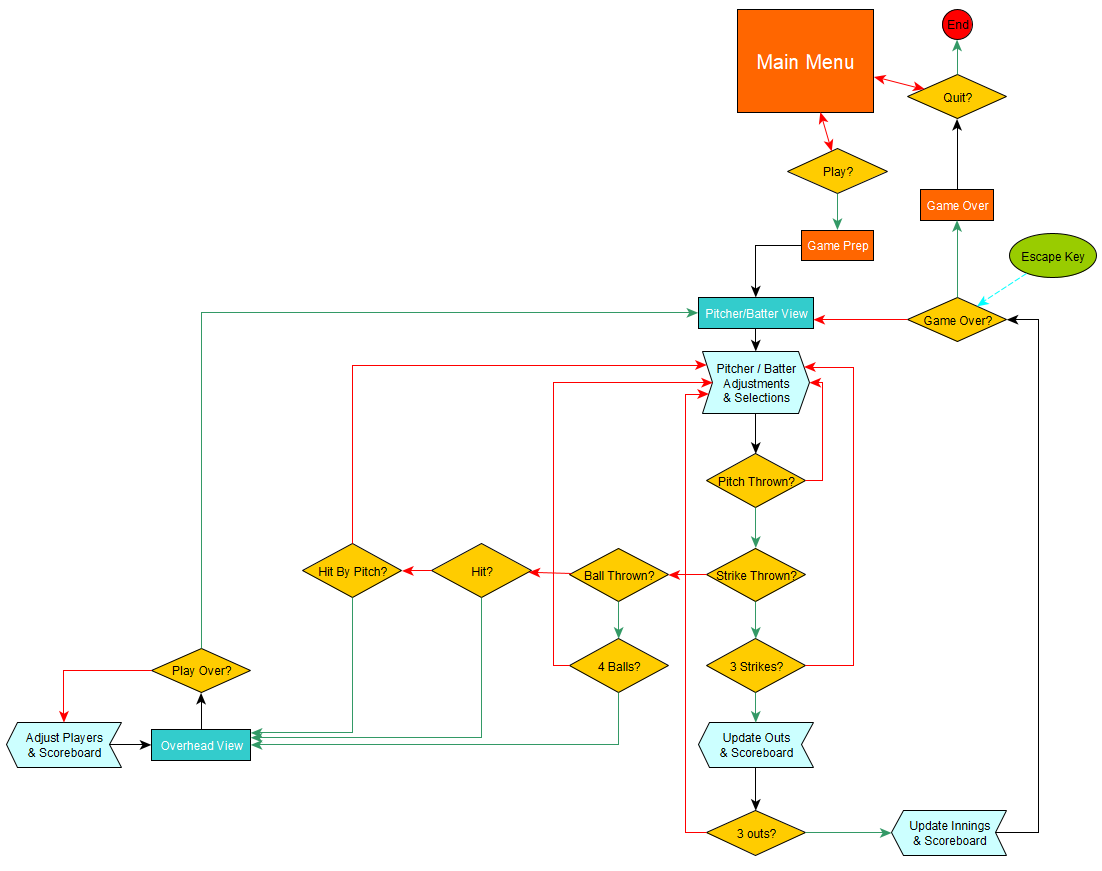 End
Main Menu
Quit?
Play?
Game Over
Game Prep
Escape Key
Pitcher/Batter View
Game Over?
Pitcher / Batter
Adjustments
& Selections
Pitch Thrown?
Hit By Pitch?
Hit?
Ball Thrown?
Strike Thrown?
Play Over?
4 Balls?
3 Strikes?
Adjust Players
& Scoreboard
Overhead View
Update Outs
& Scoreboard
3 outs?
Update Innings
& Scoreboard